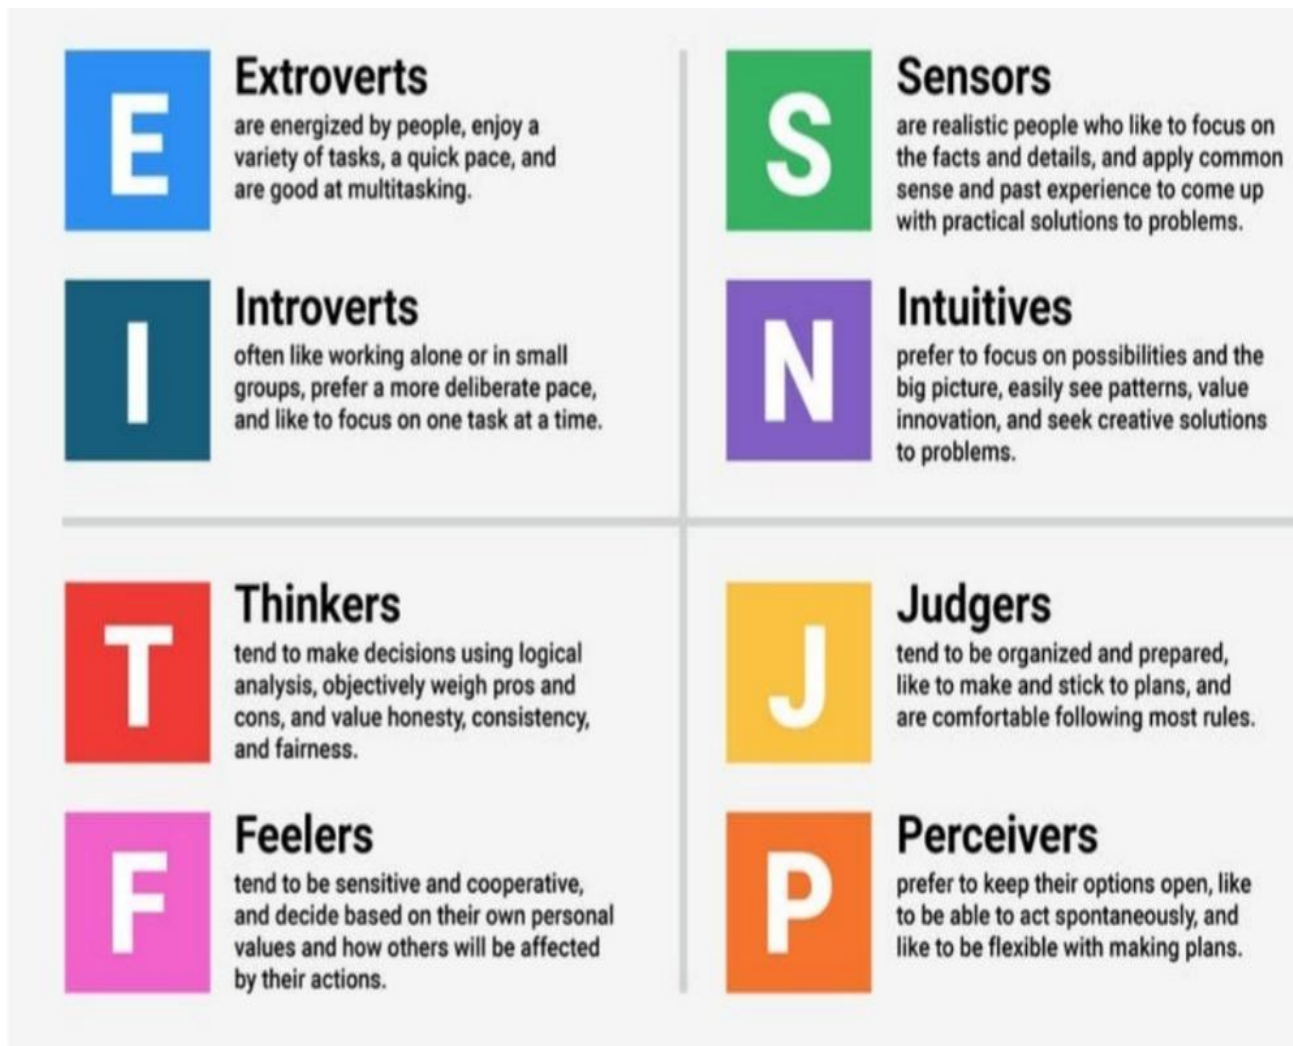 E
Extroverts
are energized by people, enjoy a
variety of tasks, a quick pace, and
are good at multitasking.
I
Introverts
often like working alone or in small
groups, prefer a more deliberate pace,
and like to focus on one task at a time.
S
Sensors
are realistic people who like to focus on
the facts and details, and apply common
sense and past experience to come up
with practical solutions to problems.
N
Intuitives
prefer to focus on possibilities and the
big picture, easily see patterns, value
innovation, and seek creative solutions
to problems.
T
Thinkers
tend to make decisions using logical
analysis, objectively weigh pros and
cons, and value honesty, consistency,
and fairness.
F
Feelers
tend to be sensitive and cooperative,
and decide based on their own personal
values and how others will be affected
by their actions.
J
Judgers
tend to be organized and prepared,
like to make and stick to plans, and
are comfortable following most rules.
P
Perceivers
prefer to keep their options open, like
to be able to act spontaneously, and
like to be flexible with making plans.